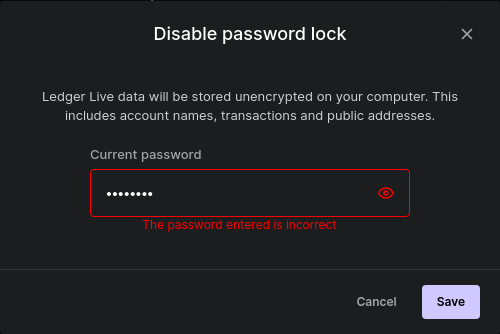 Disable password lock
Ledger Live data will be stored unencrypted on your computer. This
includes account names, transactions and public addresses.
Current password
••••••••
The password entered is incorrect
Cancel
Save